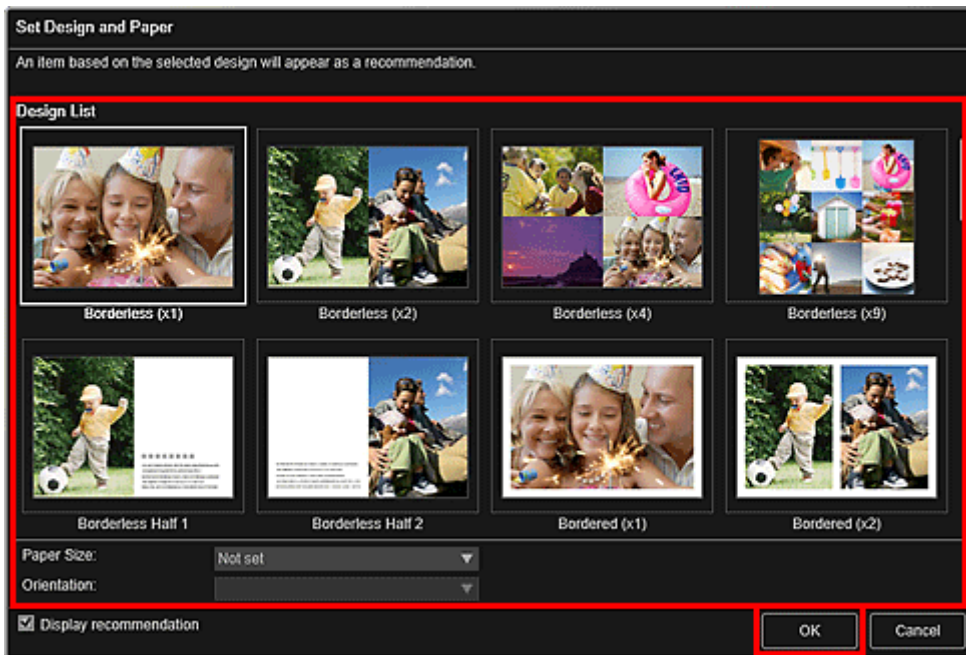 Set Design and Paper
An item based on the selected design will appear as a recommendation.
Design List
Borderless (x1)
Borderless (x2)
Borderless (x4)
Borderless (x9)
Borderless Half 1
Borderless Half 2
Bordered (x1)
Bordered (x2)
Paper Size:
Not set
Orientation:
Display recommendation
OK
Cancel